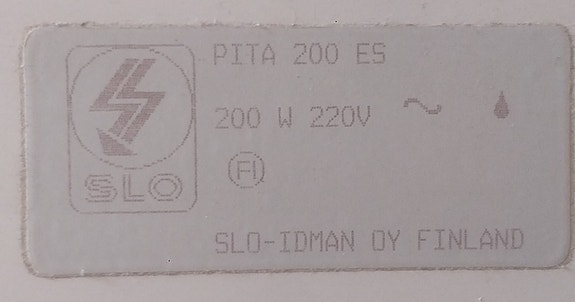 PITA 200 ES
200 W 220V ~
FI
SLO
SLO-IDMAN OY FINLAND